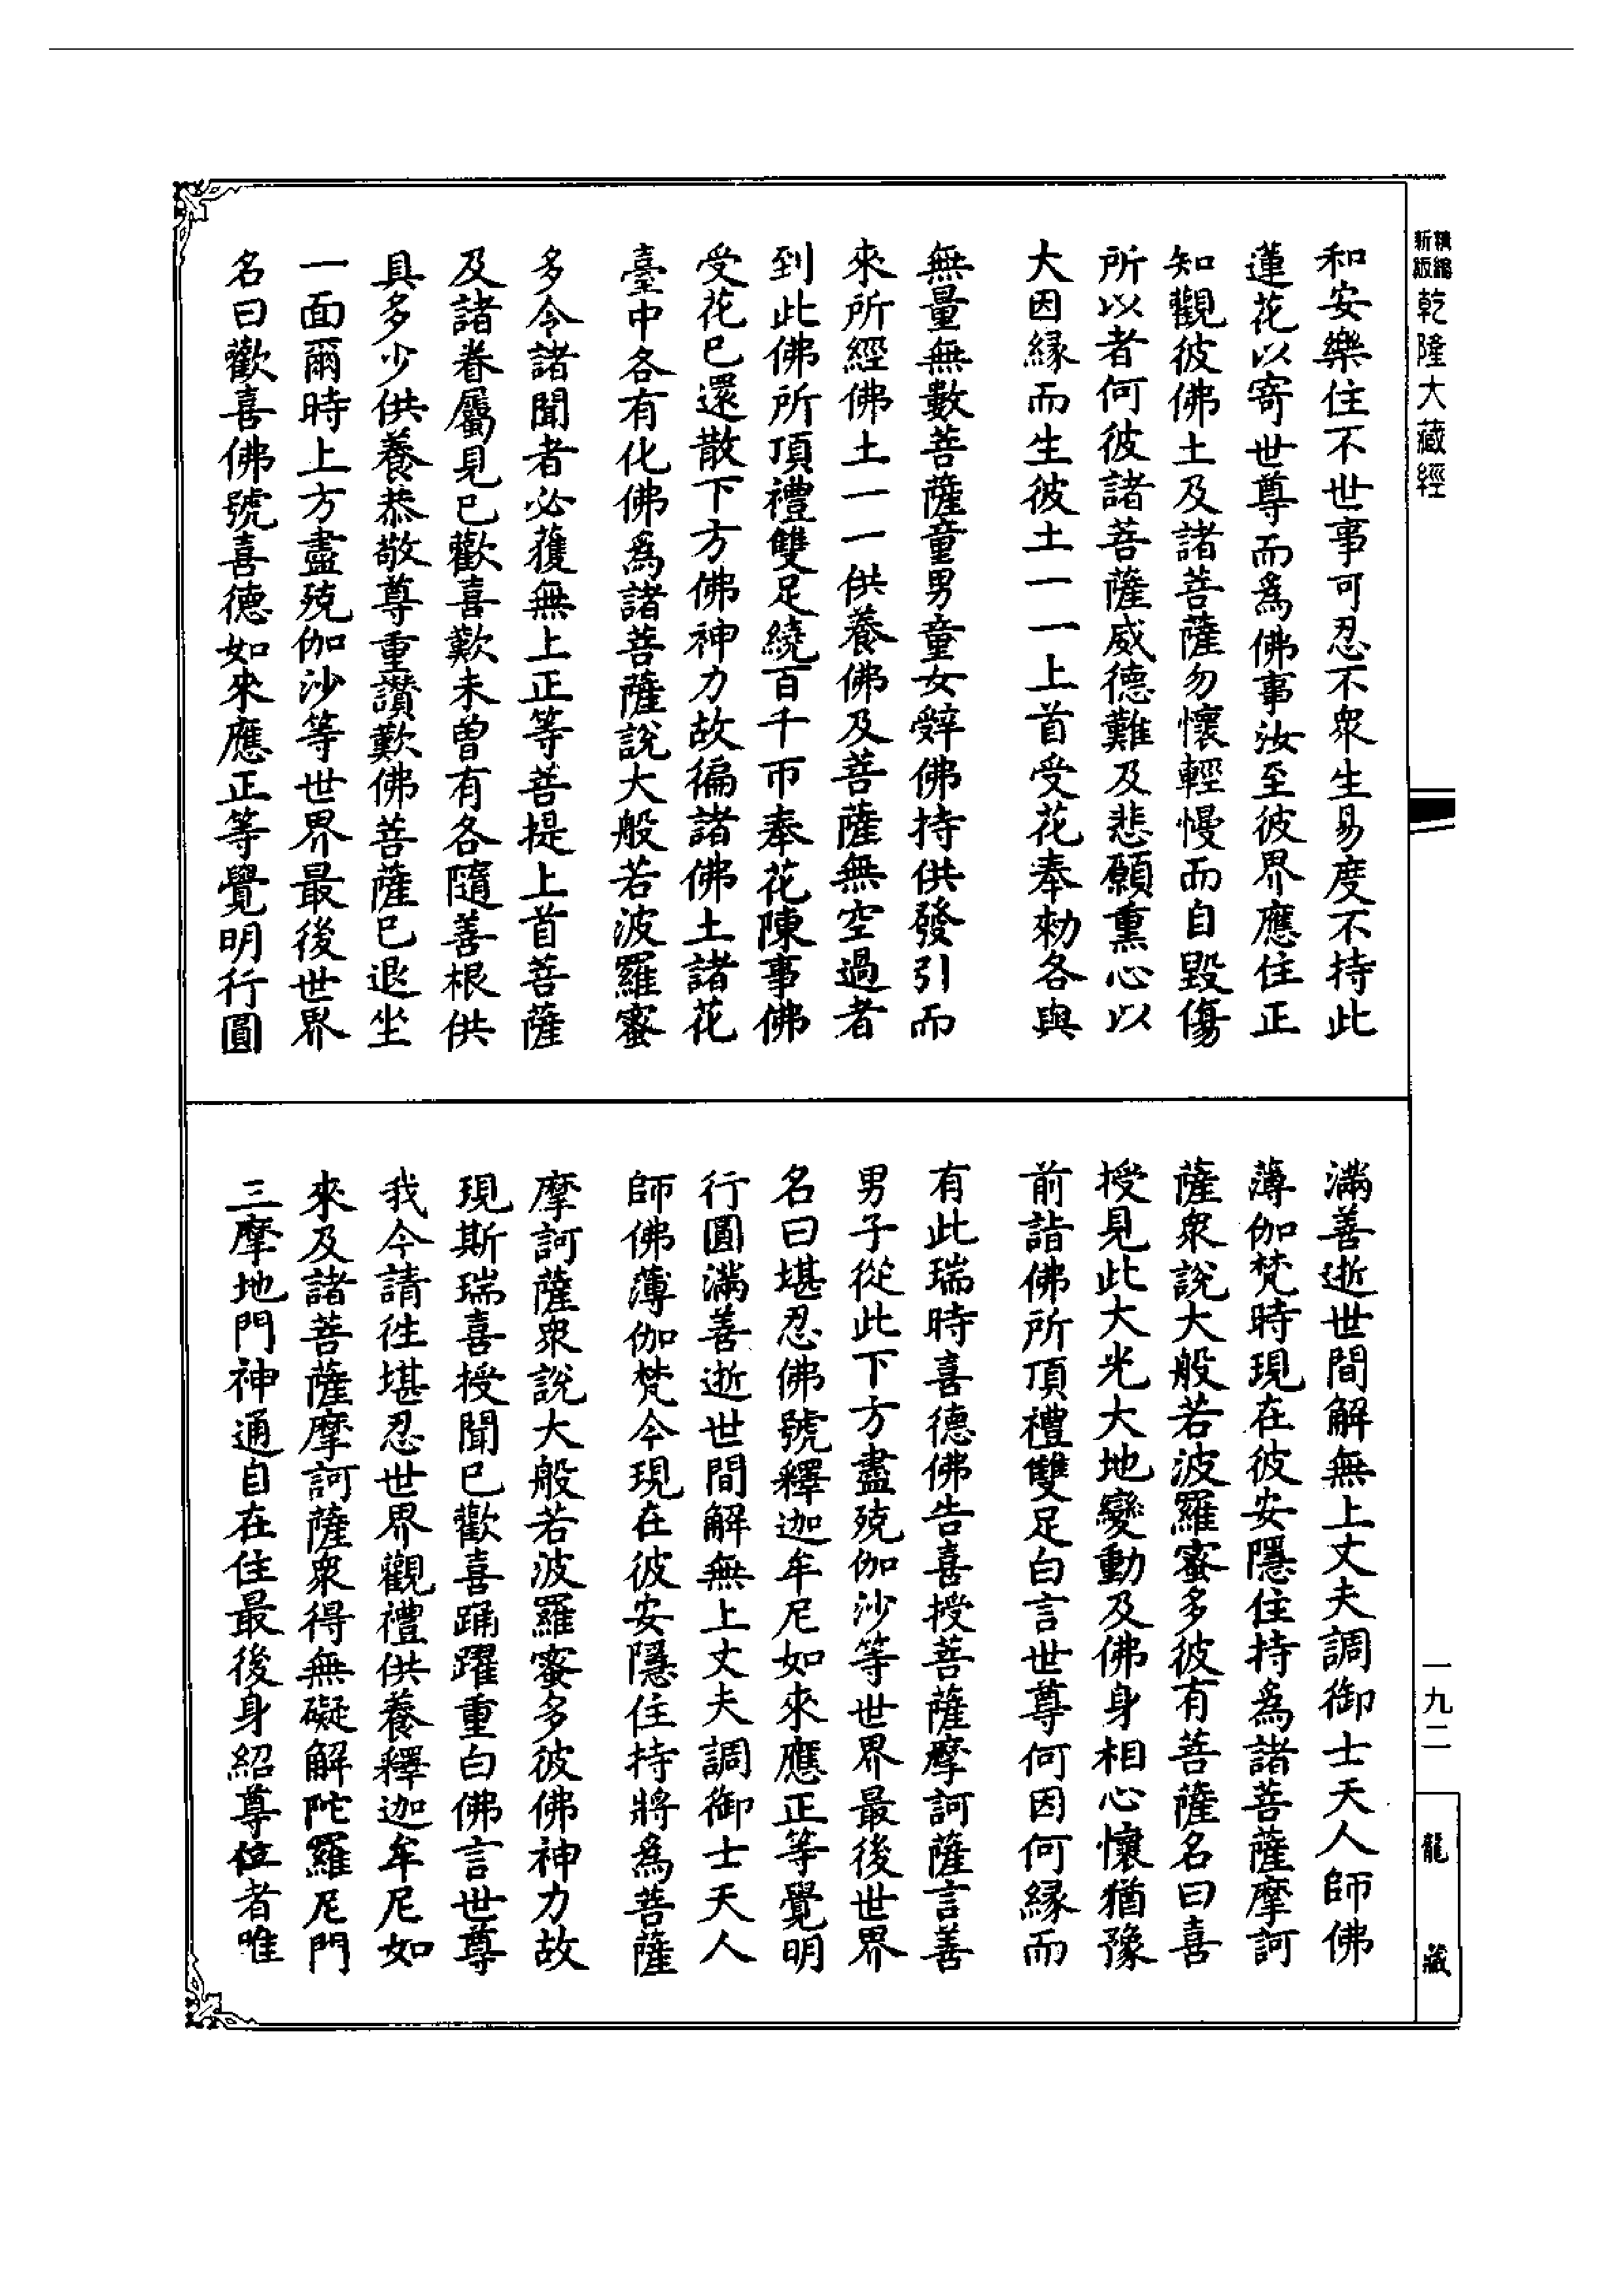 精編新版乾隆大藏經
和安樂住不世事可忍不衆生易度不持此
蓮花以寄世尊而為佛事汝至彼界應住正
知觀彼佛土及諸菩薩勿懷輕慢而自毀傷
所以者何彼諸菩薩威德難及悲願熏心以
大因緣而生彼土一一上首受花奉勅各與
無量無數菩薩童男童女辭佛持供發引而
來所經佛土一一供養佛及菩薩無空過者
到此佛所頂禮雙足繞百千帀奉花陳事佛
受花已還散下方佛神力故徧諸佛土諸花
臺中各有化佛為諸菩薩說大般若波羅蜜
多令諸聞者必獲無上正等菩提上首菩薩
及諸眷屬見已歡喜歎未曾有各隨善根供
具多少供養恭敬尊重讚歎佛菩薩已退坐
一面爾時上方盡殑伽沙等世界最後世界
名曰歡喜佛號喜德如來應正等覺明行圓
滿善逝世間解無上丈夫調御士天人師佛
薄伽梵時現在彼安隱住持為諸菩薩摩訶
薩衆說大般若波羅蜜多彼有菩薩名曰喜
授見此大光大地變動及佛身相心懷猶豫
前詣佛所頂禮雙足白言世尊何因何緣而
有此瑞時喜德佛告喜授菩薩摩訶薩言善
男子從此下方盡殑伽沙等世界最後世界
名曰堪忍佛號釋迦牟尼如來應正等覺明
行圓滿善逝世間解無上丈夫調御士天人
師佛薄伽梵今現在彼安隱住持將為菩薩
摩訶薩衆說大般若波羅蜜多彼佛神力故
現斯瑞喜授聞已歡喜踊躍重白佛言世尊
我今請往堪忍世界觀禮供養釋迦牟尼如
來及諸菩薩摩訶薩衆得無礙解陀羅尼門
三摩地門神通自在住最後身紹尊位者唯
一九二
龍藏